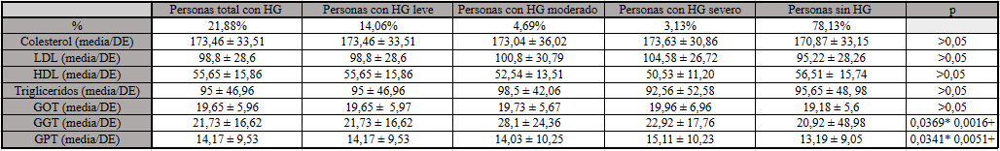 Personas total con HG Personas con HG leve Personas con HG moderado Personas con HG severo Personas sin HG p
% 21,88% 14,06% 4,69% 3,13% 78,13%
Colesterol (media/DE) 173,46 ± 33,51 173,46 ± 33,51 173,04 ± 36,02 173,63 ± 30,86 170,87 ± 33,15 >0,05
LDL (media/DE) 98,8 ± 28,6 98,8 ± 28,6 100,8 ± 30,79 104,58 ± 26,72 95,22 ± 28,26 >0,05
HDL (media/DE) 55,65 ± 15,86 55,65 ± 15,86 52,54 ± 13,51 50,53 ± 11,20 56,51 ± 15,74 >0,05
Trigliceridos (media/DE) 95 ± 46,96 95 ± 46,96 98,5 ± 42,06 92,56 ± 52,58 95,65 ± 48, 98 >0,05
GOT (media/DE) 19,65 ± 5,96 19,65 ± 5,97 19,73 ± 5,67 19,96 ± 6,96 19,18 ± 5,6 >0,05
GGT (media/DE) 21,73 ± 16,62 21,73 ± 16,62 28,1 ± 24,36 22,92 ± 17,76 20,92 ± 48,98 0,0369* 0,0016+
GPT (media/DE) 14,17 ± 9,53 14,17 ± 9,53 14,03 ± 10,25 15,11 ± 10,23 13,19 ± 9,05 0,0341* 0,0051+